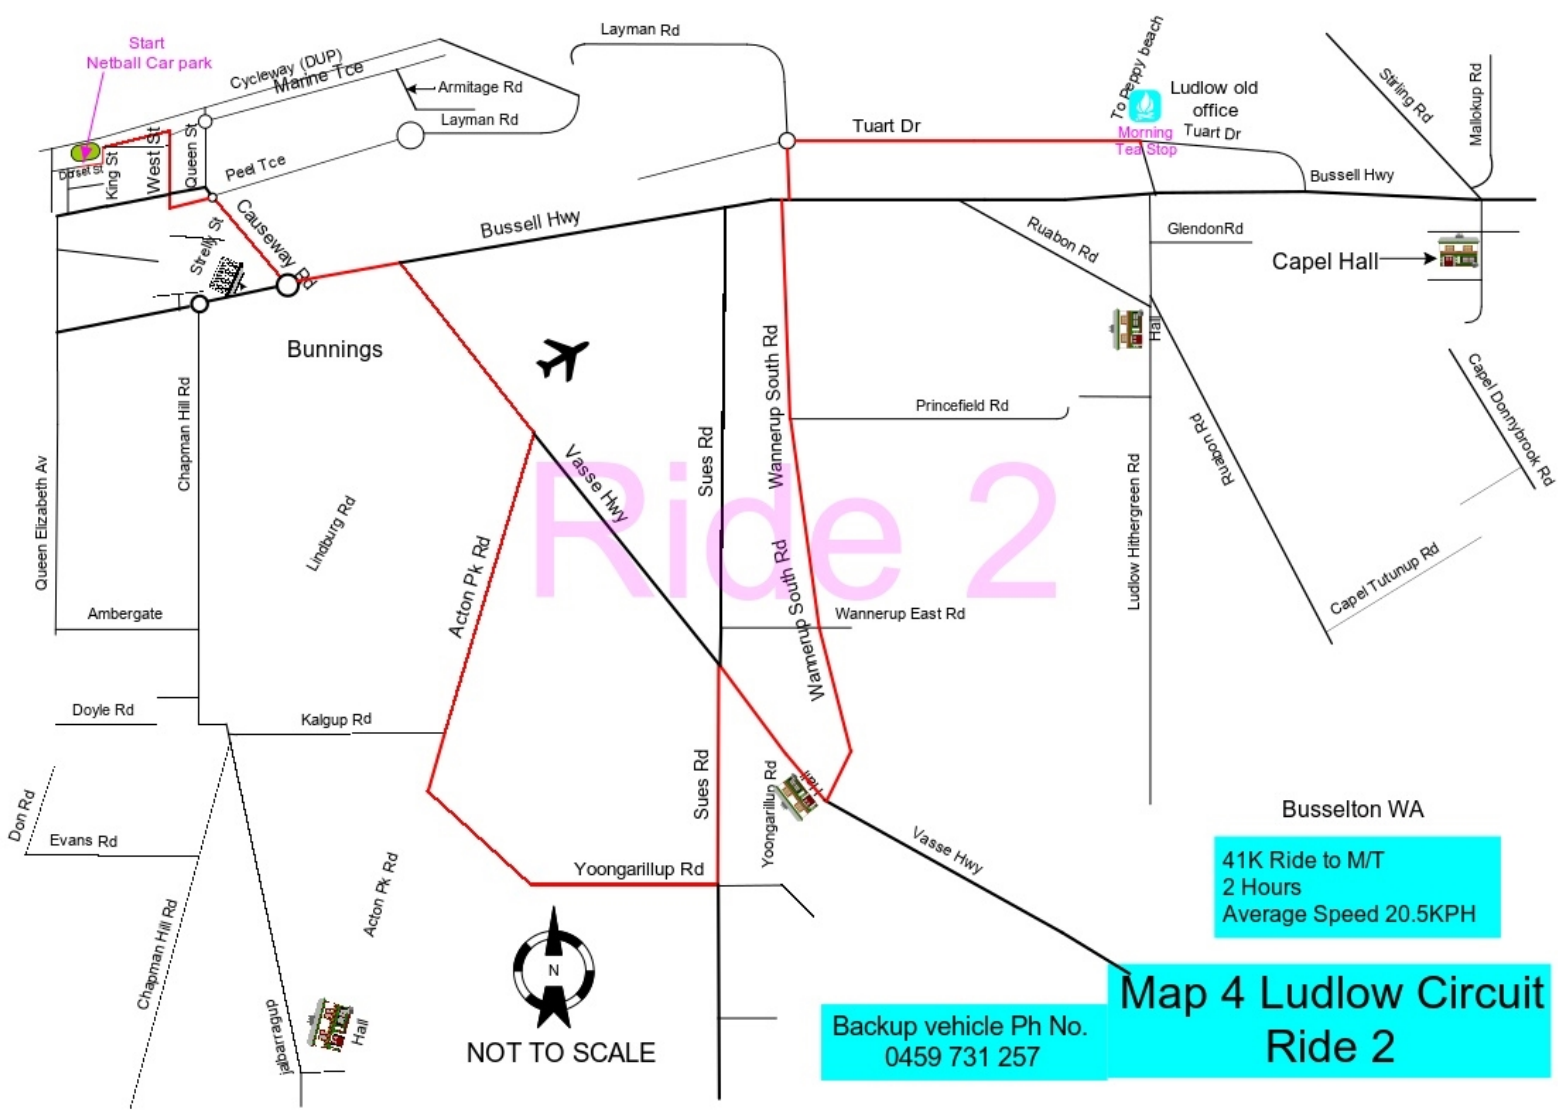 Start
Netball Car park
Cycleway (DUP)
Marine Tce
Armitage Rd
Layman Rd
Layman Rd
To Peppy beach
Ludlow old
office
Morning
Tea Stop
Tuart Dr
Tuart Dr
Stirling Rd
Mallokup Rd
Dorset St
King St
West St
Queen St
Peel Tce
Causeway Rd
Strelly St
Bussell Hwy
Bussell Hwy
Ruabon Rd
GlendonRd
Capel Hall
Hall
Bunnings
Chapman Hill Rd
Queen Elizabeth Av
Lindburg Rd
Acton Pk Rd
Vasse Hwy
Sues Rd
Wannerup South Rd
Wannerup South Rd
Princefield Rd
Ludlow Hithergreen Rd
Ruabon Rd
Capel Donnybrook Rd
Capel Tutunup Rd
Ride 2
Ambergate
Wannerup East Rd
Doyle Rd
Kalgup Rd
Sues Rd
Yoongarillup Rd
Hall
Don Rd
Evans Rd
Yoongarillup Rd
Vasse Hwy
Acton Pk Rd
Chapman Hill Rd
jalbarragup
Hall
N
NOT TO SCALE
Busselton WA
41K Ride to M/T
2 Hours
Average Speed 20.5KPH
Backup vehicle Ph No.
0459 731 257
Map 4 Ludlow Circuit
Ride 2